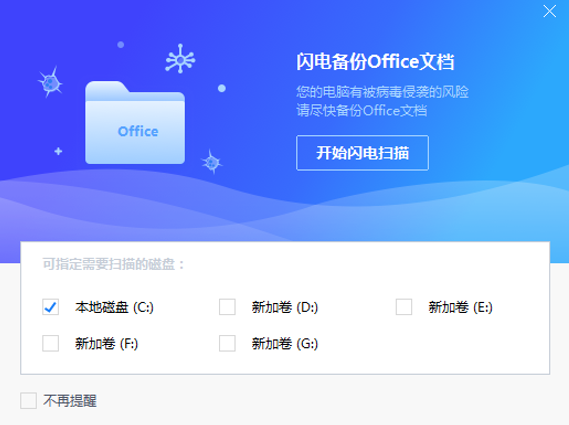 闪电备份Office文档
您的电脑有被病毒侵袭的风险
请尽快备份Office文档
Office
开始闪电扫描
可指定需要扫描的磁盘：
本地磁盘 (C:) 新加卷 (D:) 新加卷 (E:)
新加卷 (F:) 新加卷 (G:)
不再提醒